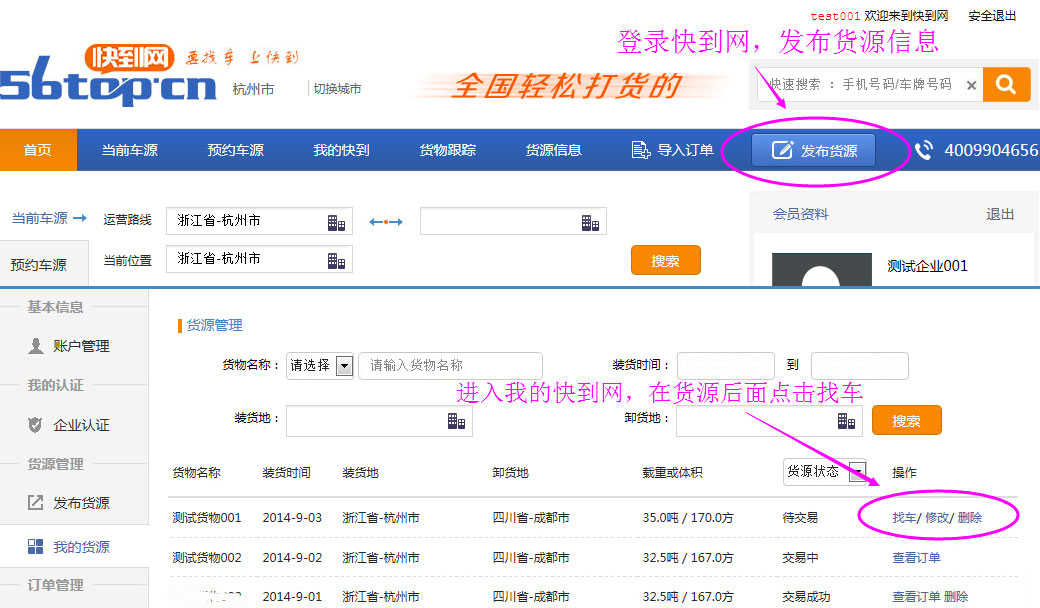 test001 欢迎来到快到网 安全退出
登录快到网，发布货源信息
快到网 要找车 上快到
56top.cn 杭州市 切换城市
全国轻松打货的
快速搜索 ： 手机号码/车牌号码 ×
首页 当前车源 预约车源 我的快到 货物跟踪 货源信息 导入订单 发布货源 4009904656
当前车源 运营路线 浙江省-杭州市
会员资料 退出
预约车源 当前位置 浙江省-杭州市 搜索
测试企业001
基本信息
货源管理
账户管理
货物名称： 请选择 请输入货物名称 装货时间： 到
我的认证
进入我的快到网，在货源后面点击找车
企业认证
装货地： 卸货地： 搜索
货源管理
货物名称 装货时间 装货地 卸货地 载重或体积 货源状态 操作
发布货源
测试货物001 2014-9-03 浙江省-杭州市 四川省-成都市 35.0吨 / 170.0方 待交易 找车/ 修改/ 删除
我的货源
测试货物002 2014-9-02 浙江省-杭州市 四川省-成都市 32.5吨 / 167.0方 交易中 查看订单
订单管理
2014-9-01 浙江省-杭州市 四川省-成都市 32.5吨 / 167.0方 交易成功 查看订单 删除